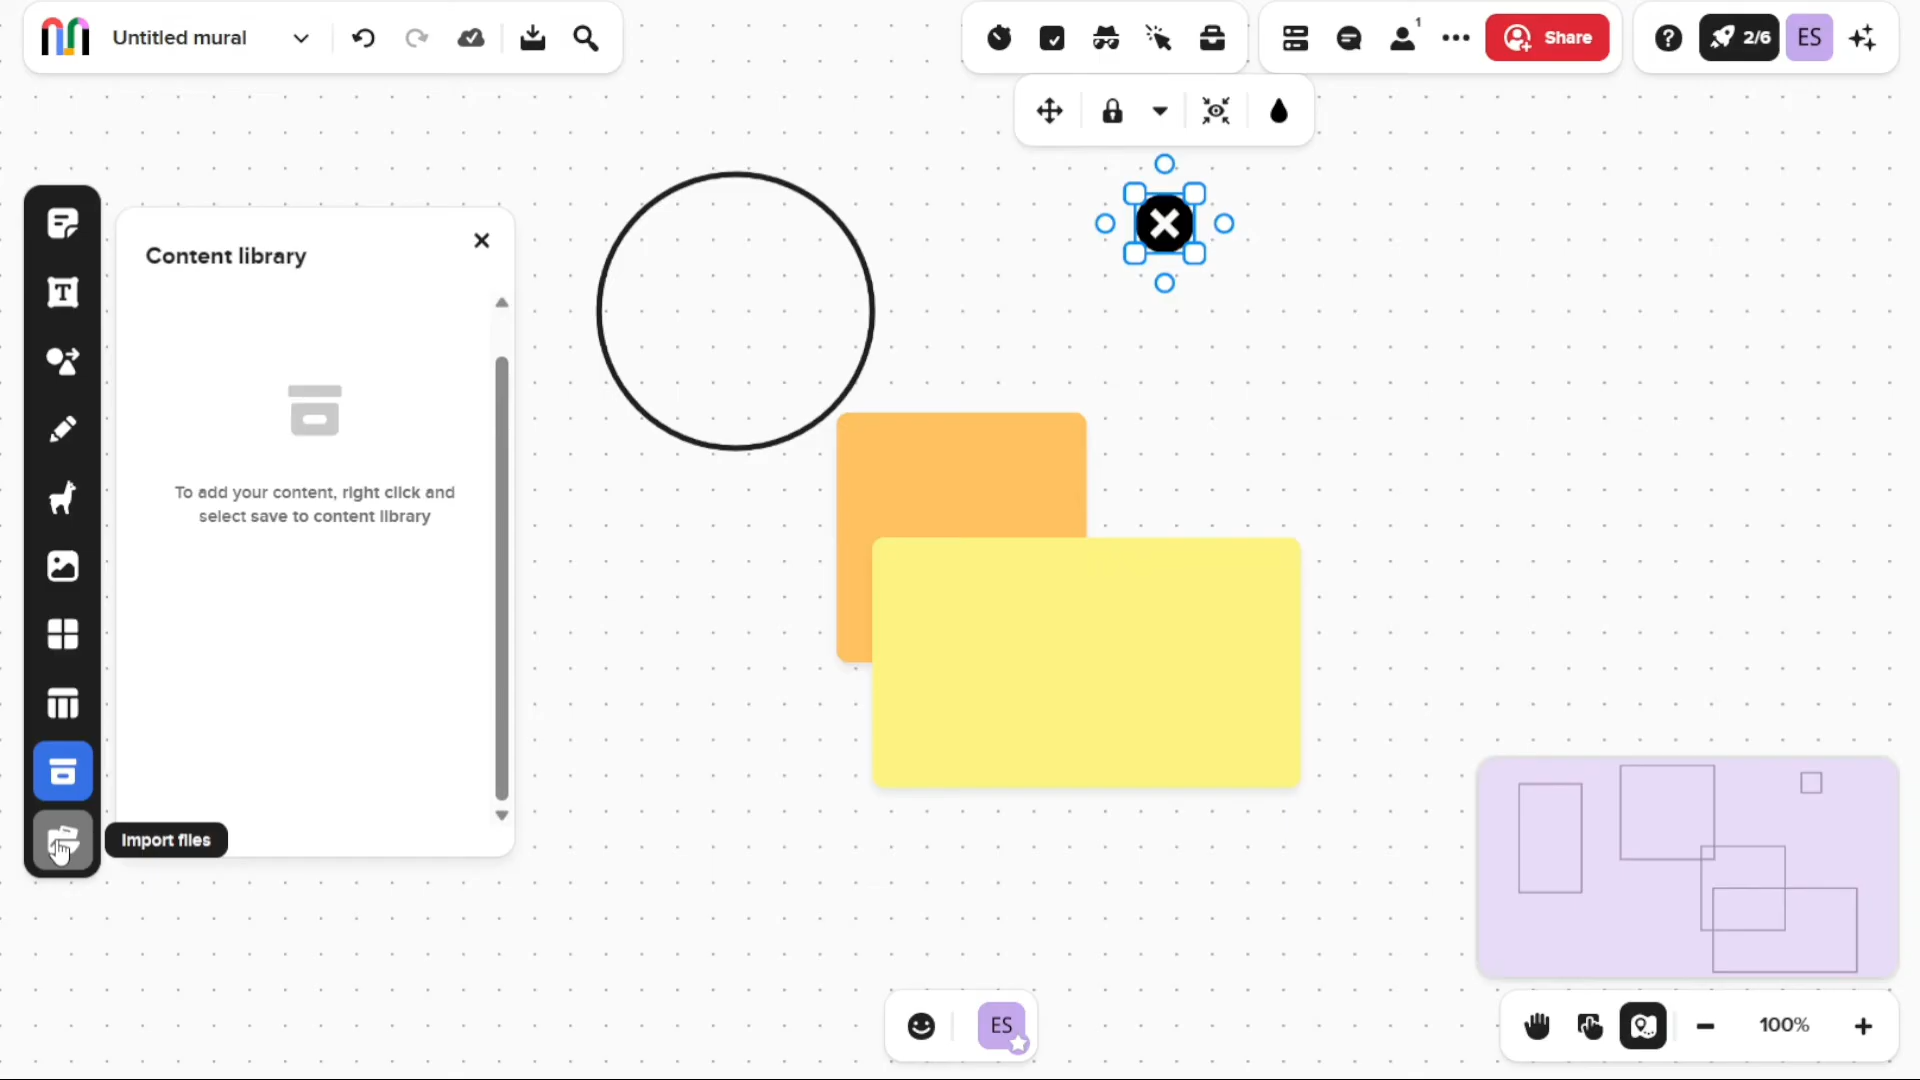 Untitled mural
1
Share
2/6
ES
Content library
To add your content, right click and
select save to content library
Import files
ES
100%